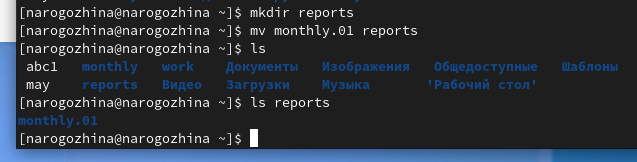 [narogozhina@narogozhina ~]$ mkdir reports
[narogozhina@narogozhina ~]$ mv monthly.01 reports
[narogozhina@narogozhina ~]$ ls
abc1 monthly work Документы Изображения Общедоступные Шаблоны
may reports Видео Загрузки Музыка 'Рабочий стол'
[narogozhina@narogozhina ~]$ ls reports
monthly.01
[narogozhina@narogozhina ~]$